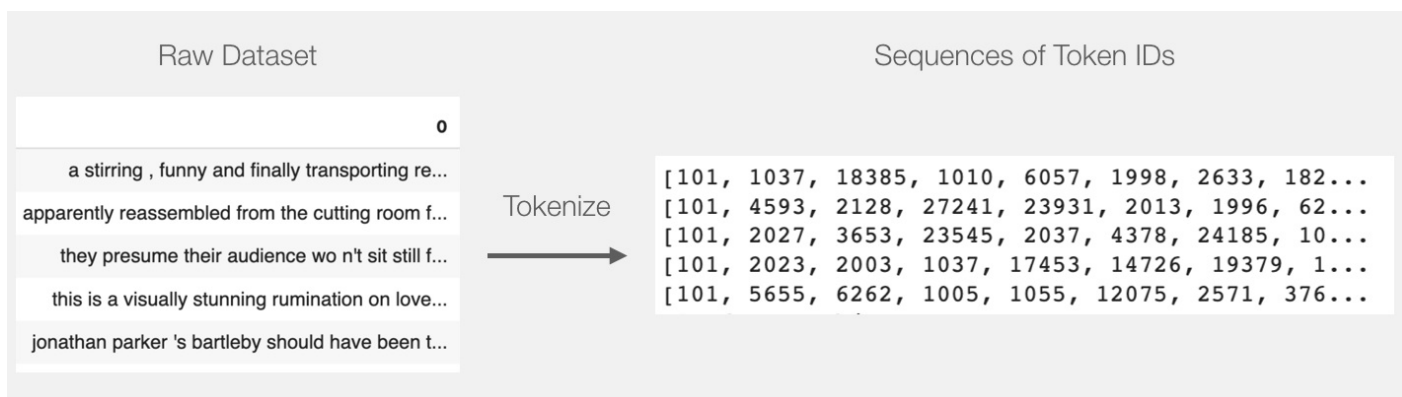 Raw Dataset
0
a stirring , funny and finally transporting re...
apparently reassembled from the cutting room f...
they presume their audience wo n't sit still f...
this is a visually stunning rumination on love...
jonathan parker 's bartleby should have been t...
Tokenize
Sequences of Token IDs
[101, 1037, 18385, 1010, 6057, 1998, 2633, 182...
[101, 4593, 2128, 27241, 23931, 2013, 1996, 62...
[101, 2027, 3653, 23545, 2037, 4378, 24185, 10...
[101, 2023, 2003, 1037, 17453, 14726, 19379, 1...
[101, 5655, 6262, 1005, 1055, 12075, 2571, 376...